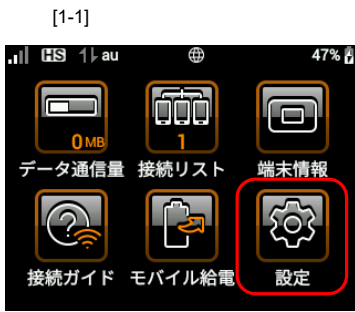 [1-1]
HS au 47%
0MB 1
データ通信量 接続リスト 端末情報
接続ガイド モバイル給電 設定